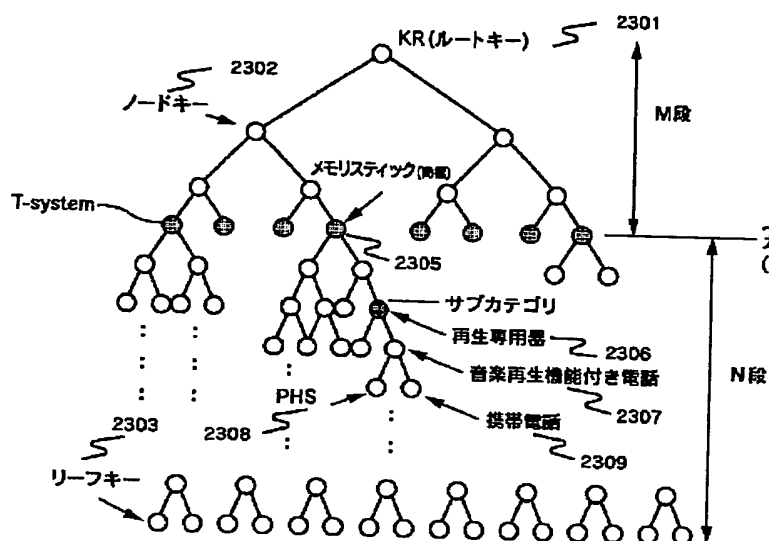 KR(ルートキー)
2301
2302
ノードキー
M段
メモリスティック
T-system
2305
サブカテゴリ
再生専用器
2306
音楽再生機能付き電話
N段
PHS
2307
2303
2308
携帯電話
リーフキー
2309